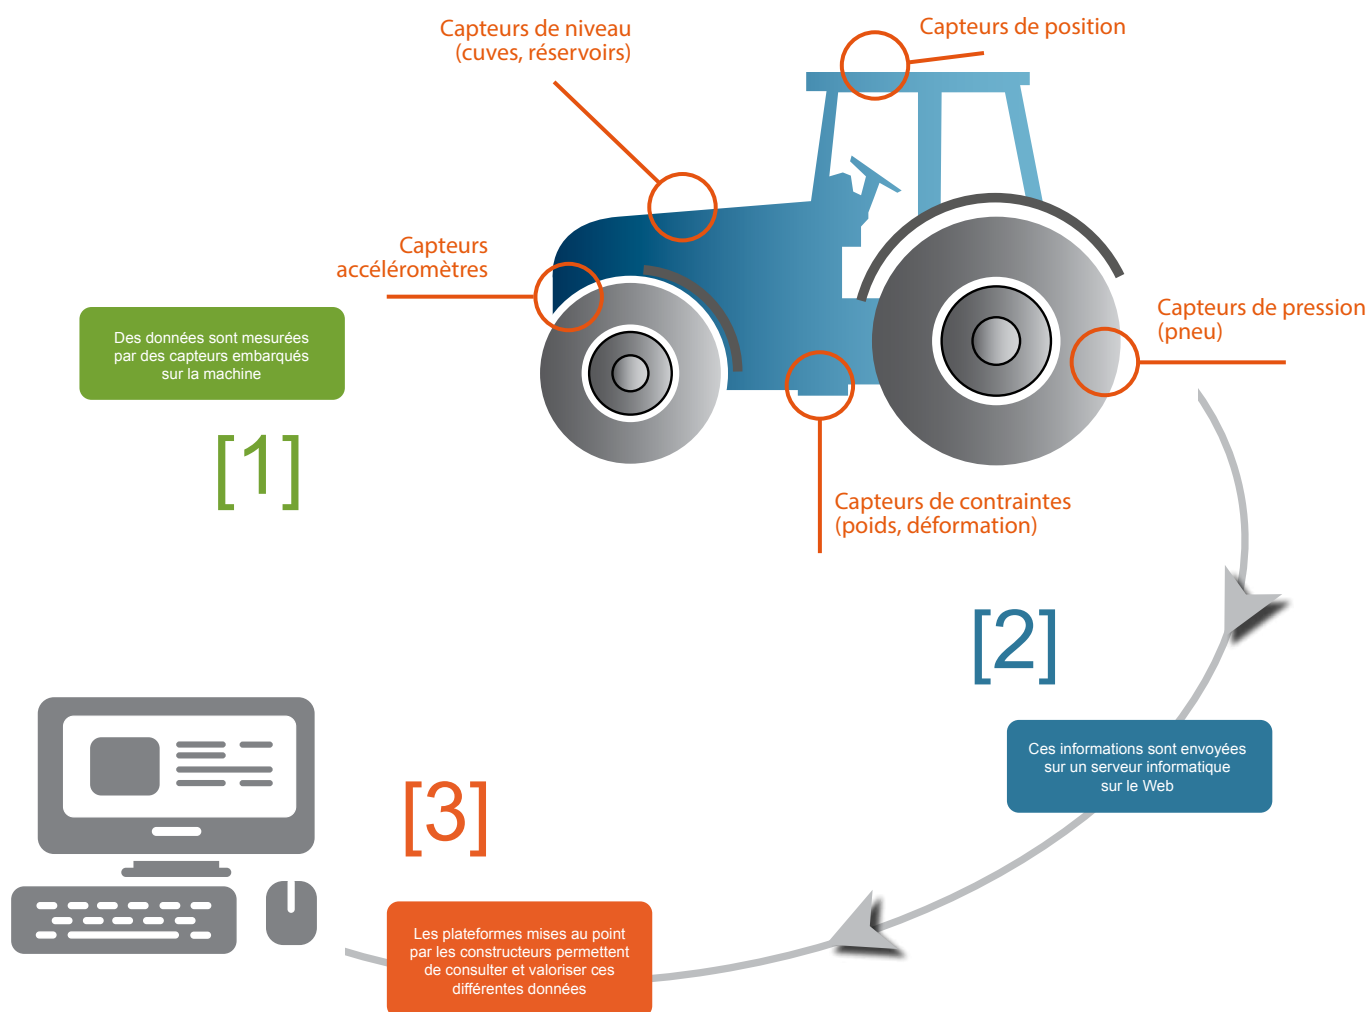 Capteurs de niveau
(cuves, réservoirs)
Capteurs de position
Capteurs
accéléromètres
Capteurs de pression
(pneu)
Des données sont mesurées
par des capteurs embarqués
sur la machine
[1]
Capteurs de contraintes
(poids, déformation)
[2]
Ces informations sont envoyées
sur un serveur informatique
sur le Web
[3]
Les plateformes mises au point
par les constructeurs permettent
de consulter et valoriser ces
différentes données